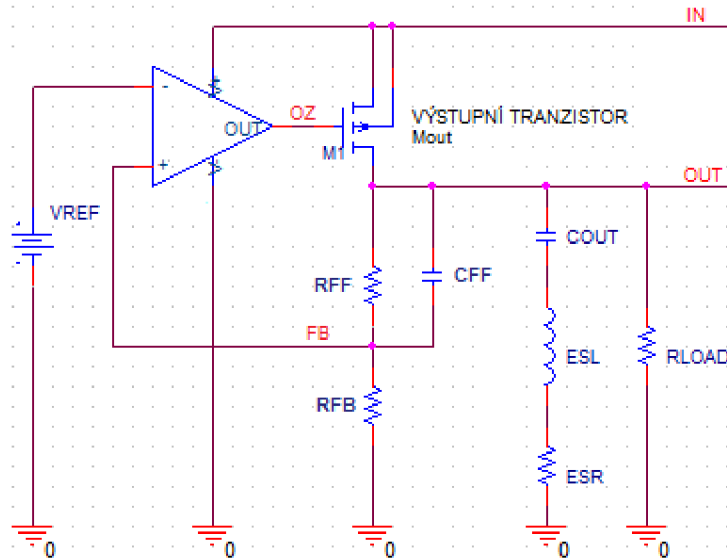 IN
-
OZ
OUT
VÝSTUPNÍ TRANZISTOR
Mout
M1
+
OUT
VREF
COUT
RFF
CFF
FB
ESL
RLOAD
RFB
ESR
0
0
0
0
0